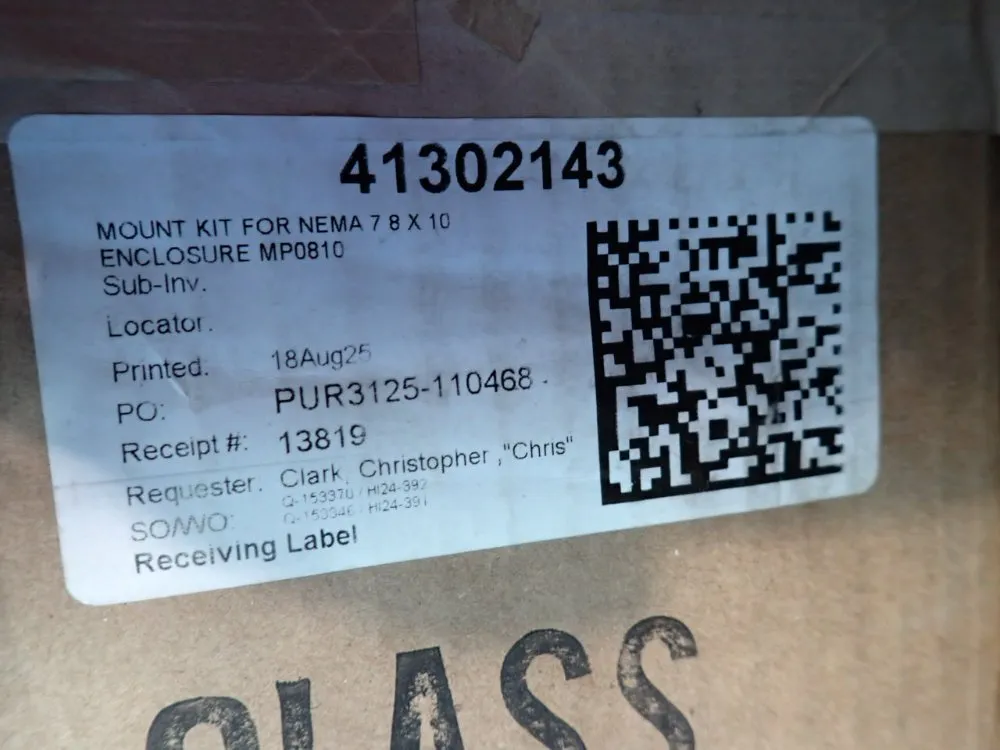 41302143
MOUNT KIT FOR NEMA 7 8 X 10
ENCLOSURE MP0810
Sub-Inv.
Locator.
Printed: 18Aug25
PO: PUR3125-110468
Receipt #: 13819
Requester. Clark, Christopher ,"Chris"
SO/WO: Q-153370 / HI24-392
Q-153346 / HI24-391
Receiving Label
GLASS